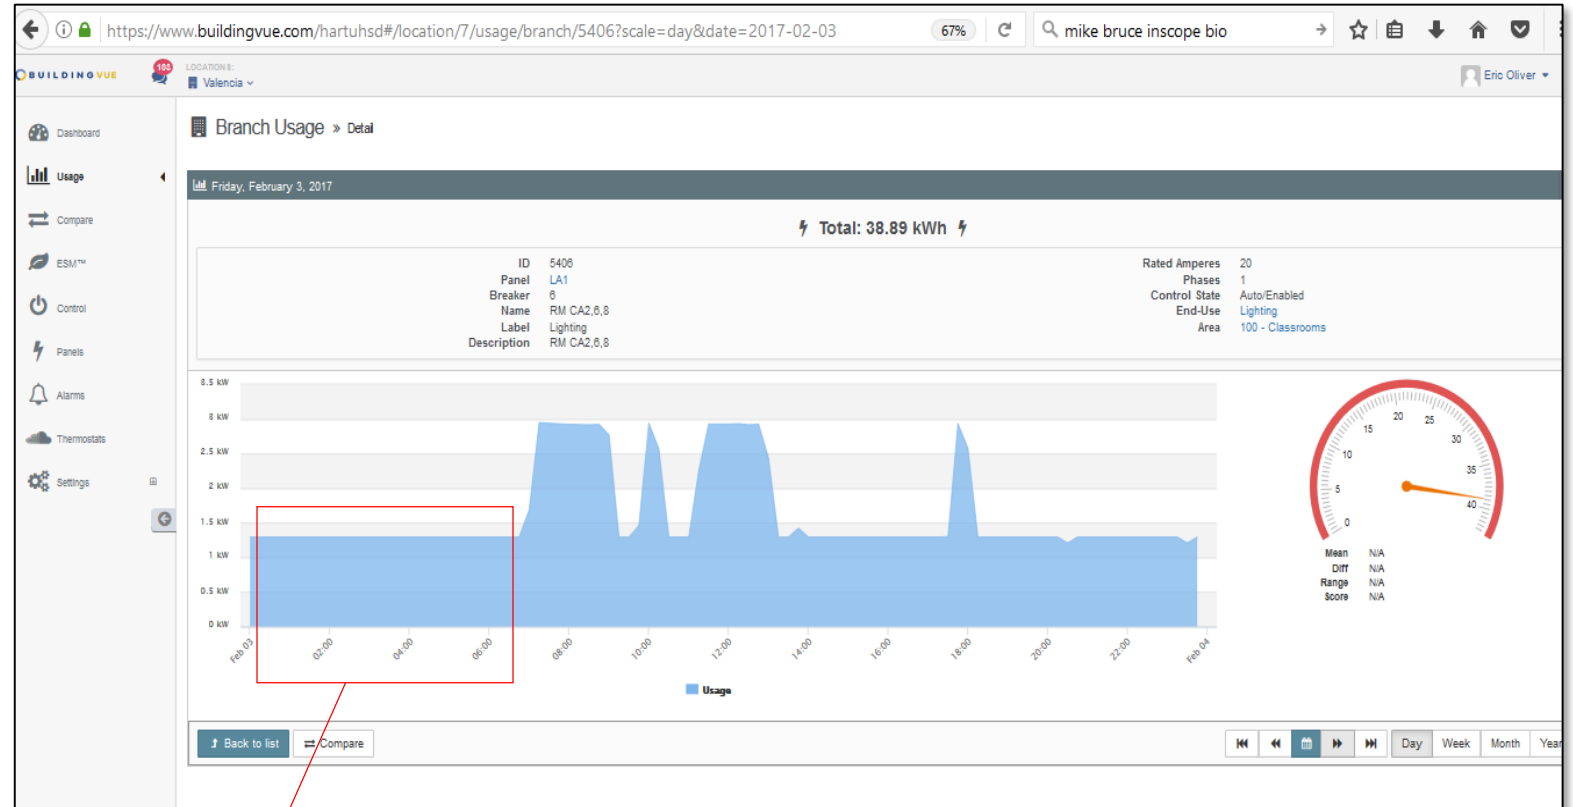 https://www.buildingvue.com/hartuhsd#/location/7/usage/branch/5406?scale=day&date=2017-02-03
67%
mike bruce inscope bio
BUILDINGVUE
100
LOCATIONS:
Valencia
Eric Oliver
Dashboard
Usage
Compare
ESM™
Control
Panels
Alarms
Thermostats
Settings
Branch Usage » Detail
Friday, February 3, 2017
Total: 38.89 kWh
ID 5406
Panel LA1
Breaker 6
Name RM CA2,6,8
Label Lighting
Description RM CA2,6,8
Rated Amperes 20
Phases 1
Control State Auto/Enabled
End-Use Lighting
Area 100 - Classrooms
3.5 kW
3 kW
2.5 kW
2 kW
1.5 kW
1 kW
0.5 kW
0 kW
Feb 03
02:00
04:00
06:00
08:00
10:00
12:00
14:00
16:00
18:00
20:00
22:00
Feb 04
Usage
0
5
10
15
20
25
30
35
40
Mean N/A
Diff N/A
Range N/A
Score N/A
Back to list
Compare
Day
Week
Month
Year